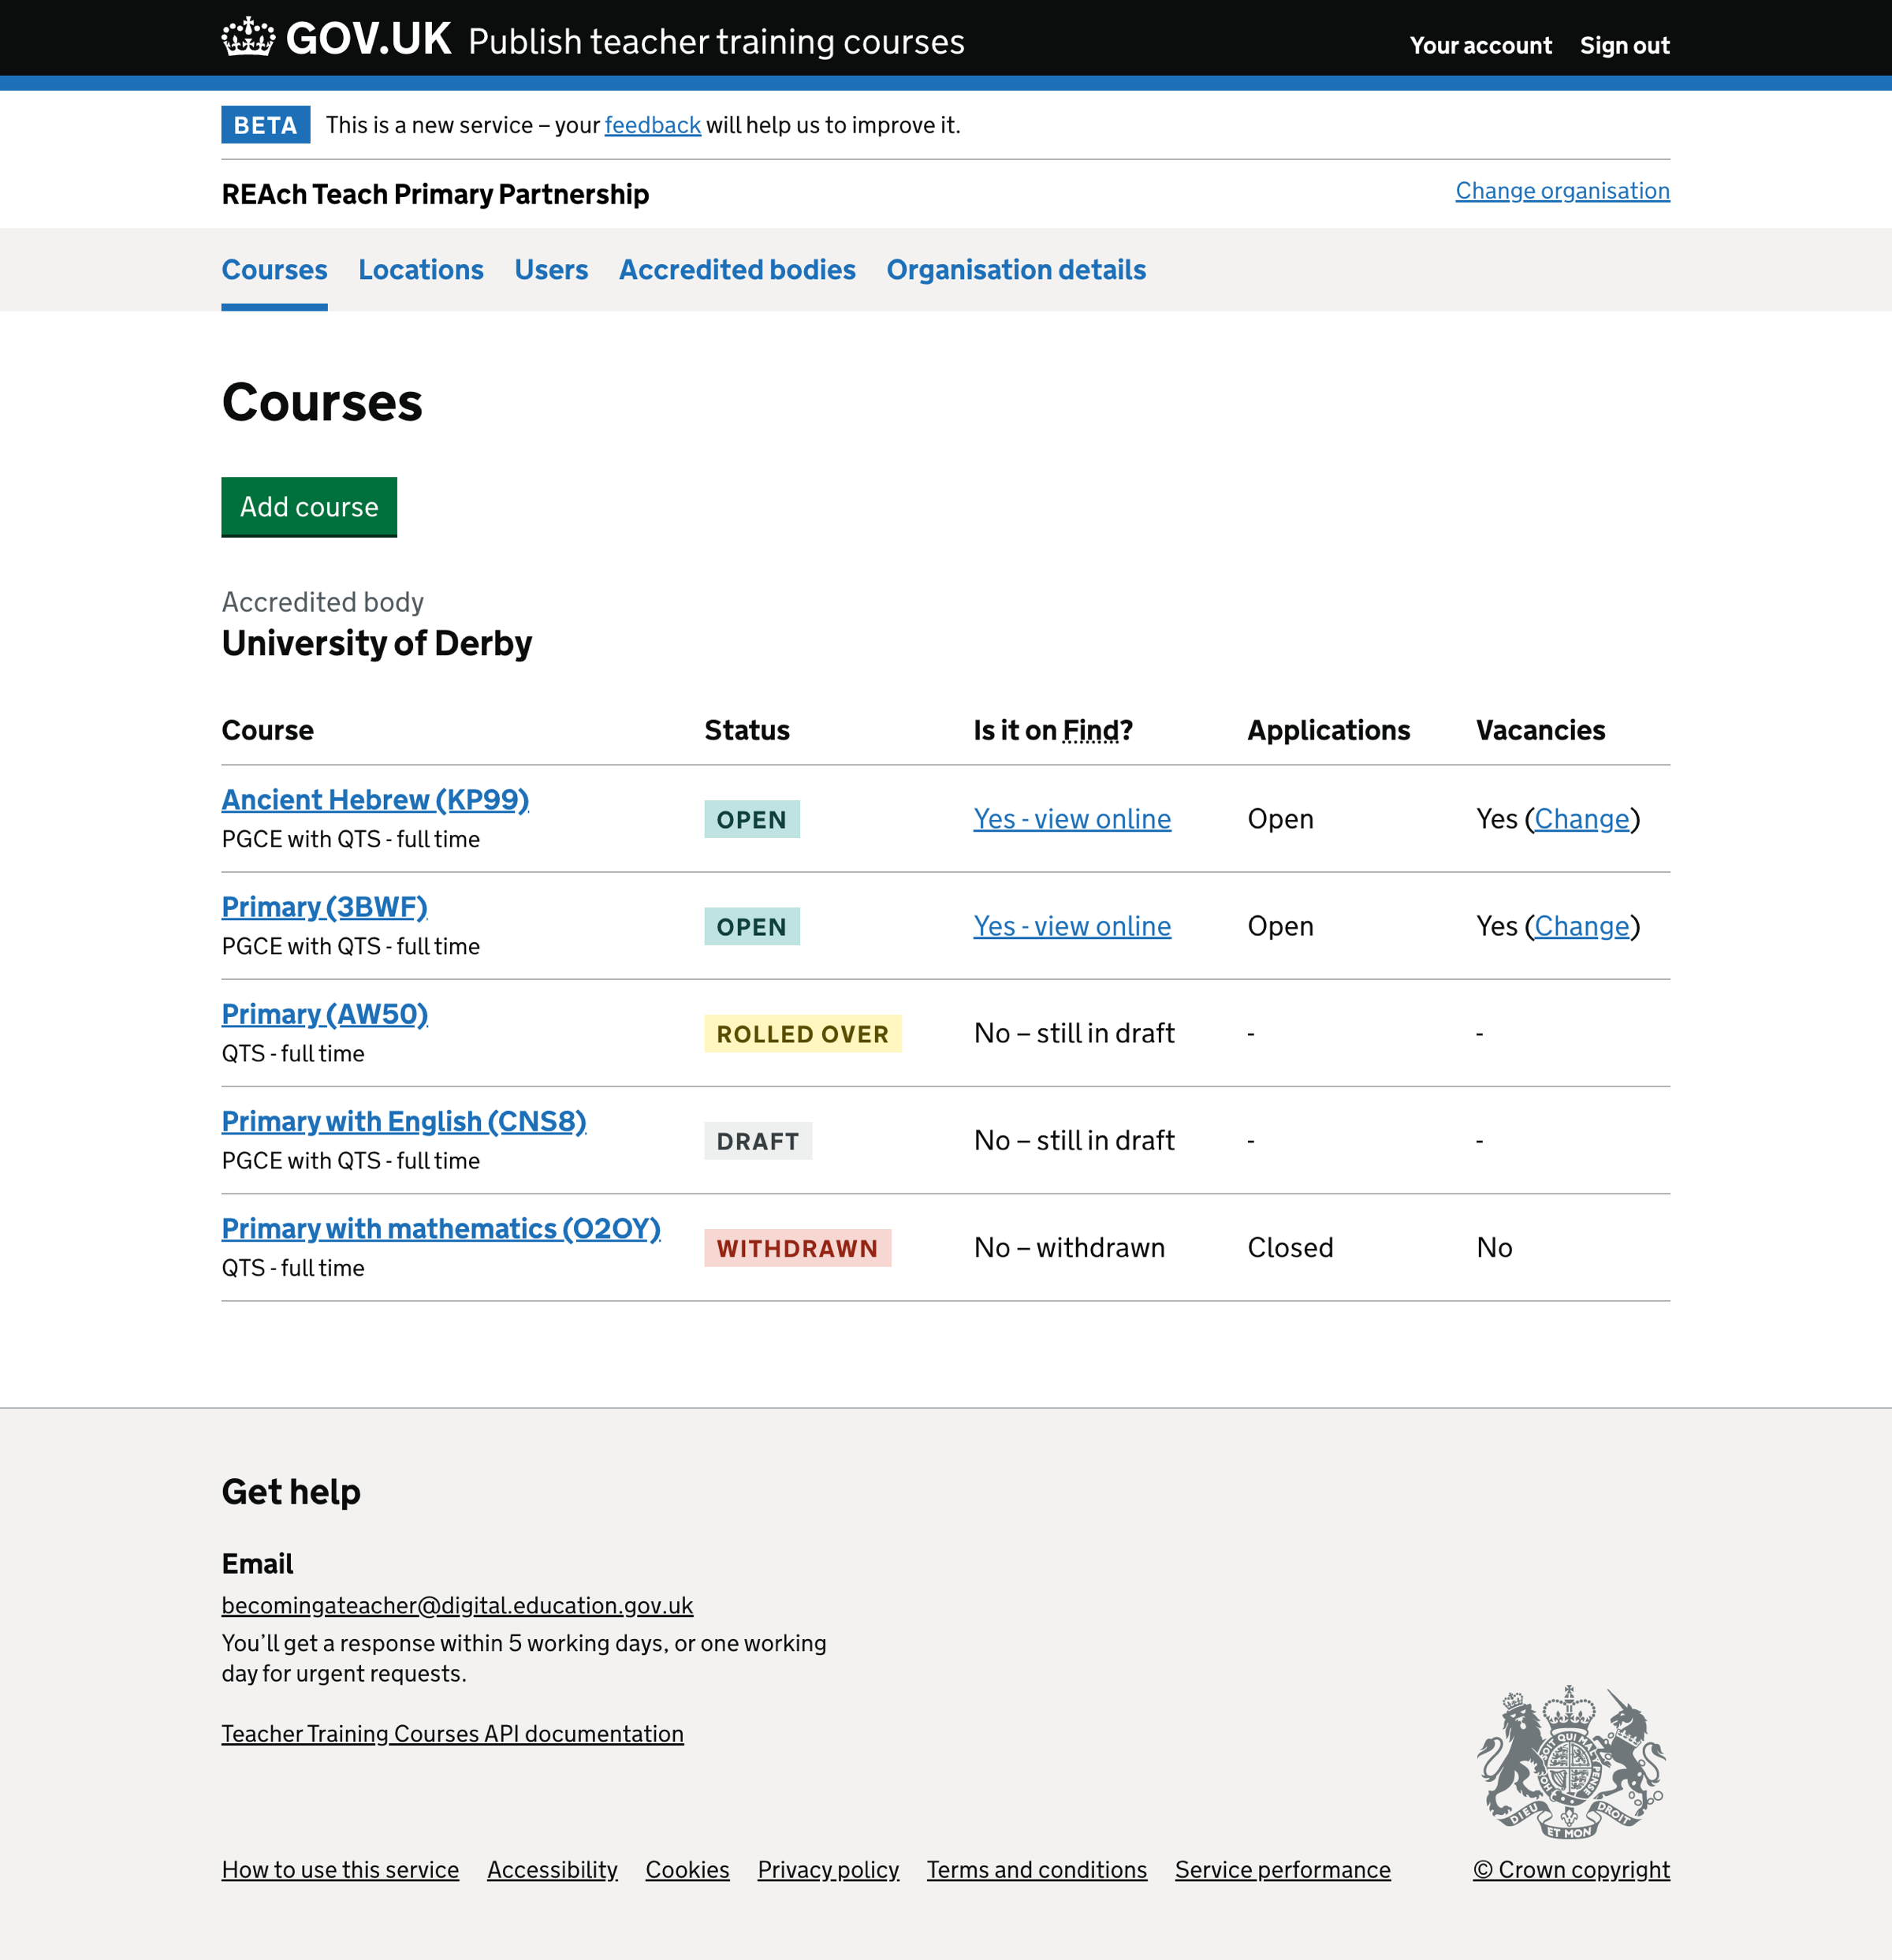 GOV.UK Publish teacher training courses
Your account Sign out
BETA This is a new service – your feedback will help us to improve it.
REAch Teach Primary Partnership
Change organisation
Courses Locations Users Accredited bodies Organisation details
Courses
Add course
Accredited body
University of Derby
Course Status Is it on Find? Applications Vacancies
Ancient Hebrew (KP99)
PGCE with QTS - full time
OPEN Yes - view online Open Yes (Change)
Primary (3BWF)
PGCE with QTS - full time
OPEN Yes - view online Open Yes (Change)
Primary (AW50)
QTS - full time
ROLLED OVER No – still in draft - -
Primary with English (CNS8)
PGCE with QTS - full time
DRAFT No – still in draft - -
Primary with mathematics (O2OY)
QTS - full time
WITHDRAWN No – withdrawn Closed No
Get help
Email
becomingateacher@digital.education.gov.uk
You’ll get a response within 5 working days, or one working
day for urgent requests.
Teacher Training Courses API documentation
DIEU ET MON DROIT
How to use this service Accessibility Cookies Privacy policy Terms and conditions Service performance
© Crown copyright